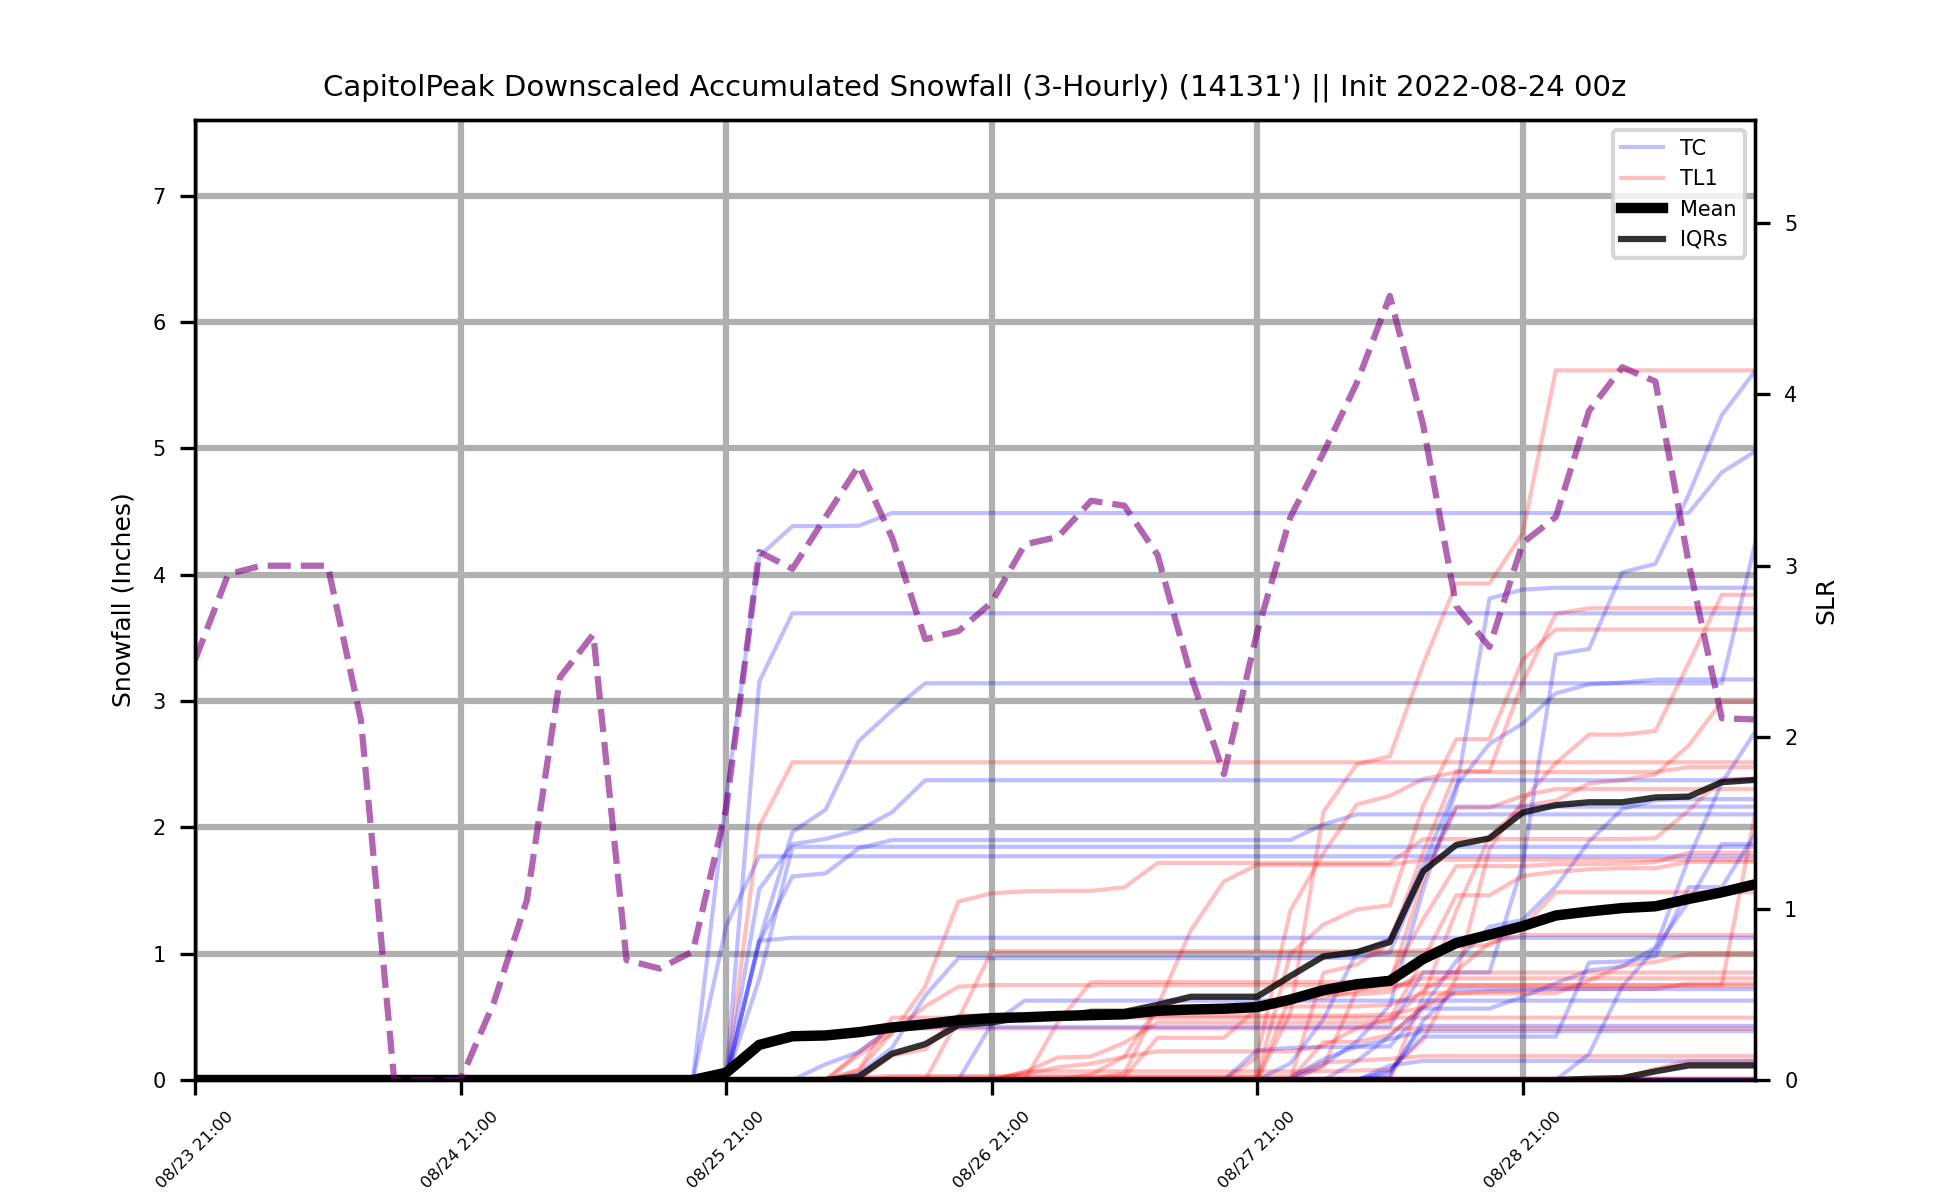 CapitolPeak Downscaled Accumulated Snowfall (3-Hourly) (14131') || Init 2022-08-24 00z
TC
TL1
Mean
IQRs
7
6
5
4
3
2
1
0
Snowfall (Inches)
5
4
3
2
1
0
SLR
08/23 21:00
08/24 21:00
08/25 21:00
08/26 21:00
08/27 21:00
08/28 21:00